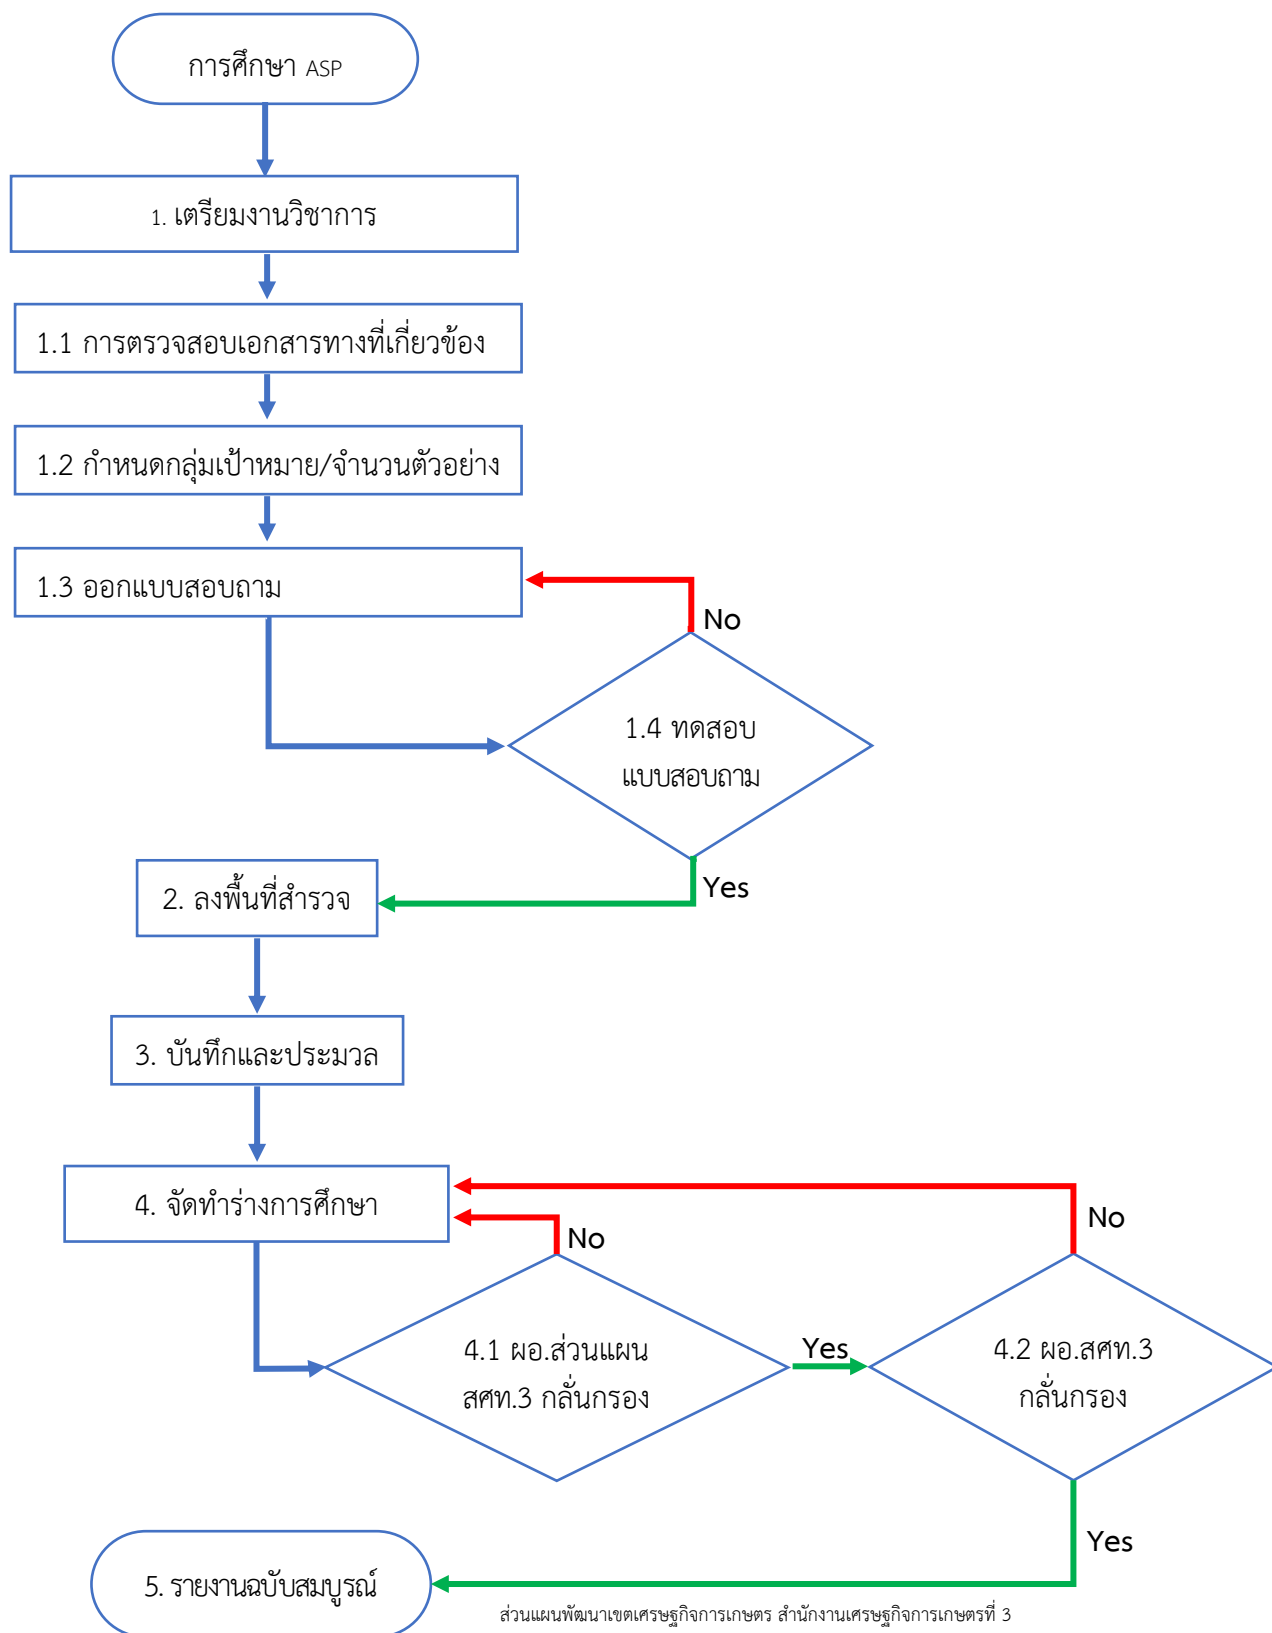 การศึกษา ASP
1. เตรียมงานวิชาการ
1.1 การตรวจสอบเอกสารทางที่เกี่ยวข้อง
1.2 กำหนดกลุ่มเป้าหมาย/จำนวนตัวอย่าง
1.3 ออกแบบสอบถาม
No
1.4 ทดสอบ
แบบสอบถาม
Yes
2. ลงพื้นที่สำรวจ
3. บันทึกและประมวล
4. จัดทำร่างการศึกษา
No
No
4.1 ผอ.ส่วนแผน
สศท.3 กลั่นกรอง
Yes
4.2 ผอ.สศท.3
กลั่นกรอง
Yes
5. รายงานฉบับสมบูรณ์
ส่วนแผนพัฒนาเขตเศรษฐกิจการเกษตร สำนักงานเศรษฐกิจการเกษตรที่ 3